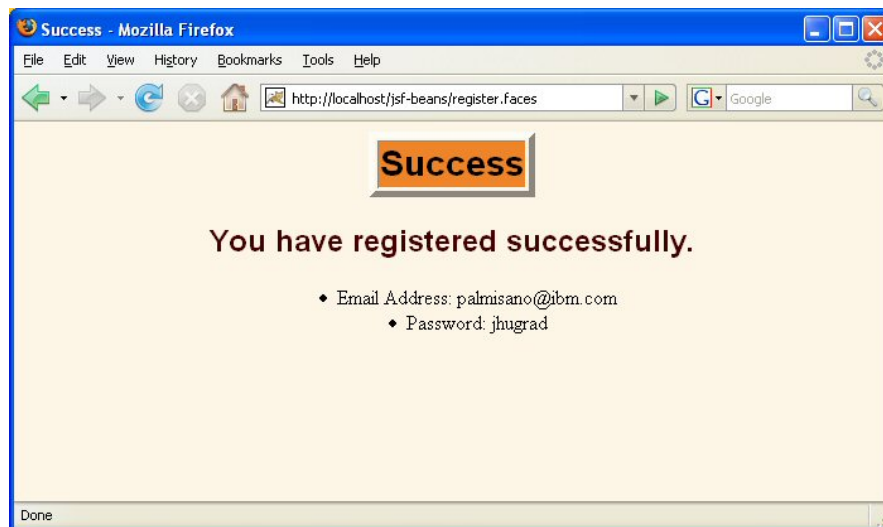 Success - Mozilla Firefox
File Edit View History Bookmarks Tools Help
http://localhost/jsf-beans/register.faces G Google
Success
You have registered successfully.
• Email Address: palmisano@ibm.com
• Password: jhugrad
Done